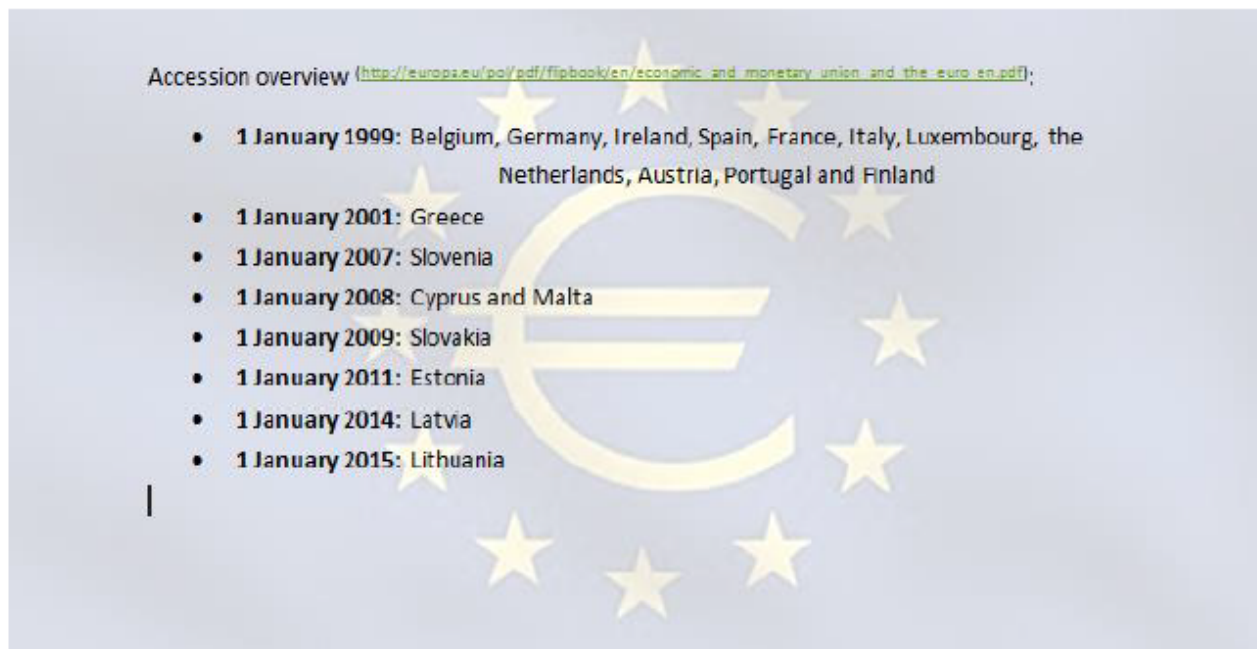 Accession overview (http://europa.eu/pol/pdf/flipbook/en/economic_and_monetary_union_and_the_euro_en.pdf):
• 1 January 1999: Belgium, Germany, Ireland, Spain, France, Italy, Luxembourg, the
Netherlands, Austria, Portugal and Finland
• 1 January 2001: Greece
• 1 January 2007: Slovenia
• 1 January 2008: Cyprus and Malta
• 1 January 2009: Slovakia
• 1 January 2011: Estonia
• 1 January 2014: Latvia
• 1 January 2015: Lithuania